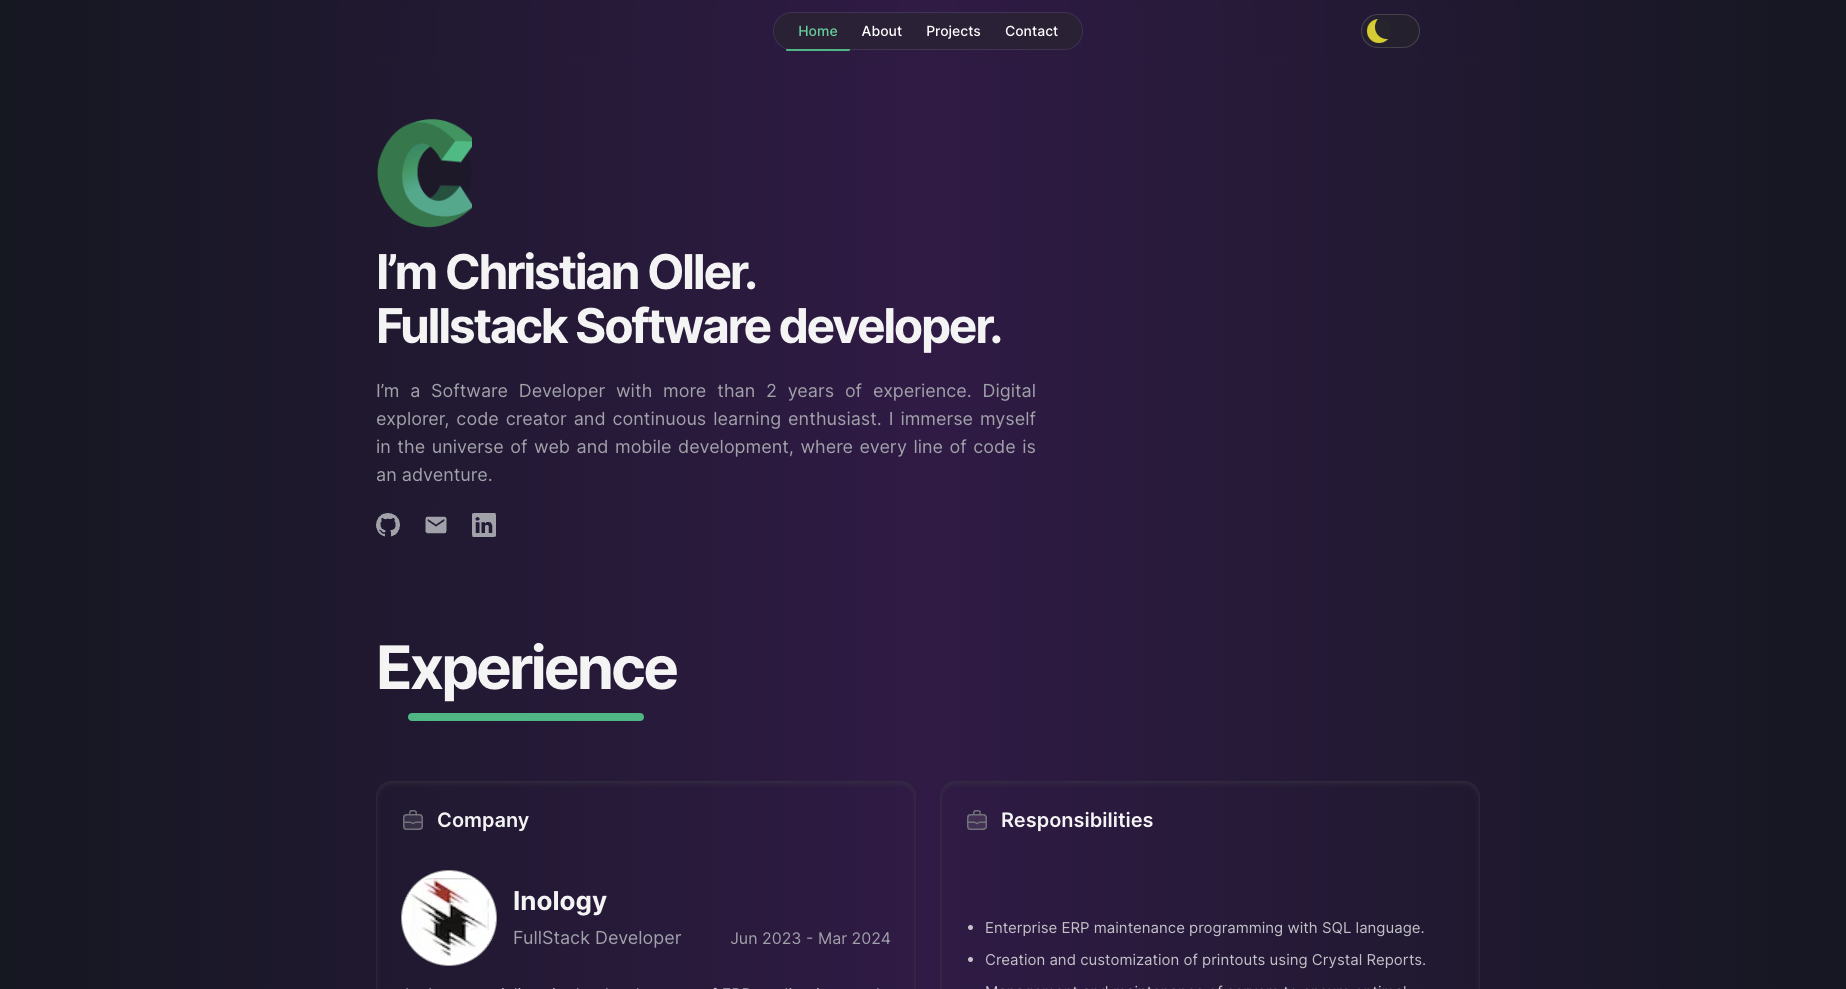 Home About Projects Contact
C
I’m Christian Oller.
Fullstack Software developer.
I’m a Software Developer with more than 2 years of experience. Digital
explorer, code creator and continuous learning enthusiast. I immerse myself
in the universe of web and mobile development, where every line of code is
an adventure.
in
Experience
Company
Inology
FullStack Developer
Jun 2023 - Mar 2024
Responsibilities
Enterprise ERP maintenance programming with SQL language.
Creation and customization of printouts using Crystal Reports.